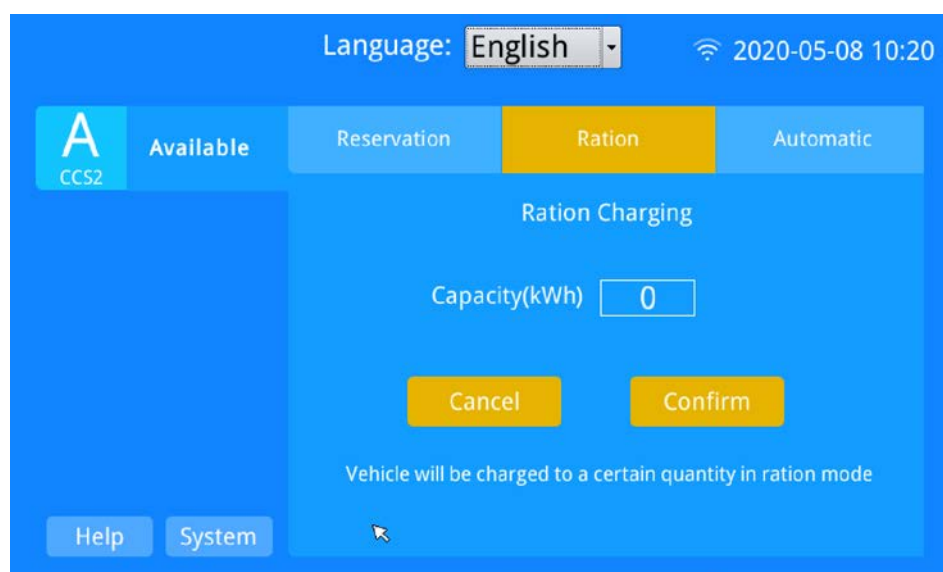 Language: English
2020-05-08 10:20
A
CCS2
Available
Reservation
Ration
Automatic
Ration Charging
Capacity(kWh) 0
Cancel
Confirm
Vehicle will be charged to a certain quantity in ration mode
Help
System